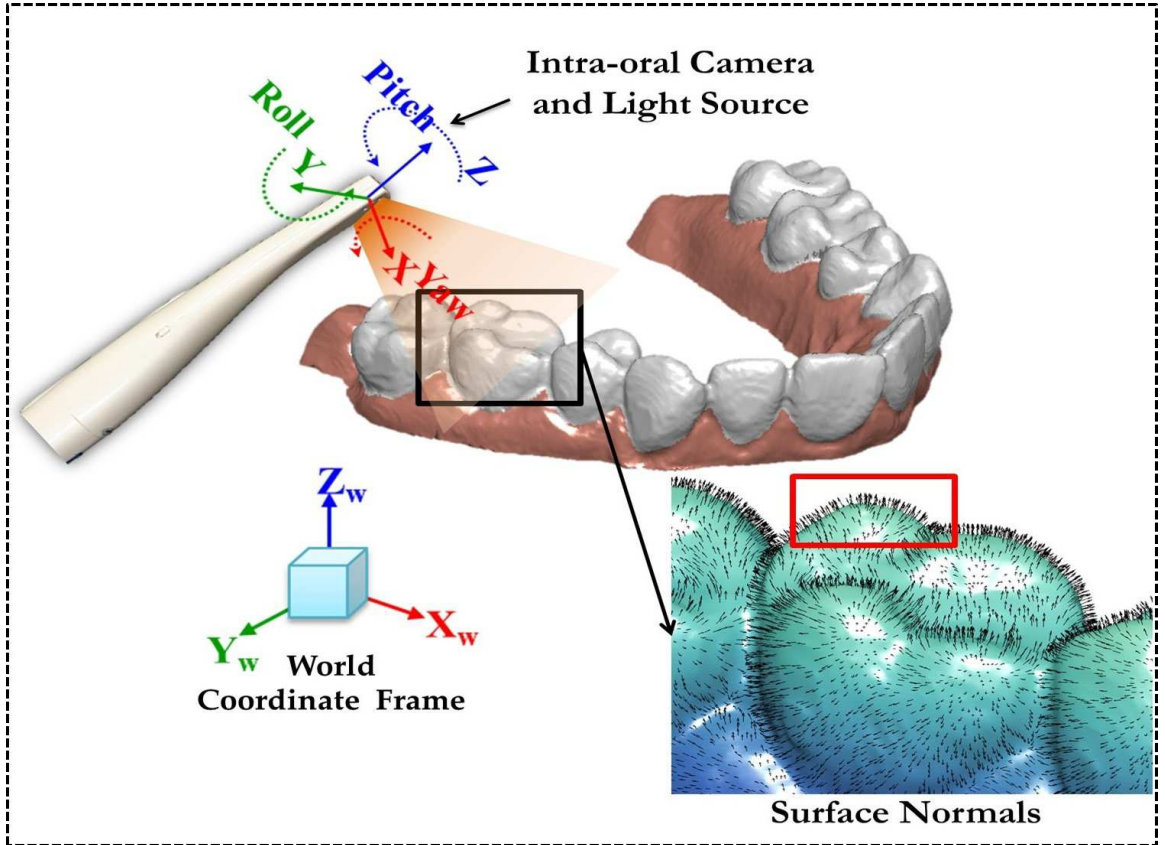 Intra-oral Camera
and Light Source
Pitch
Roll
Y
Z
X
Yaw
Zw
Xw
Yw
World
Coordinate Frame
Surface Normals